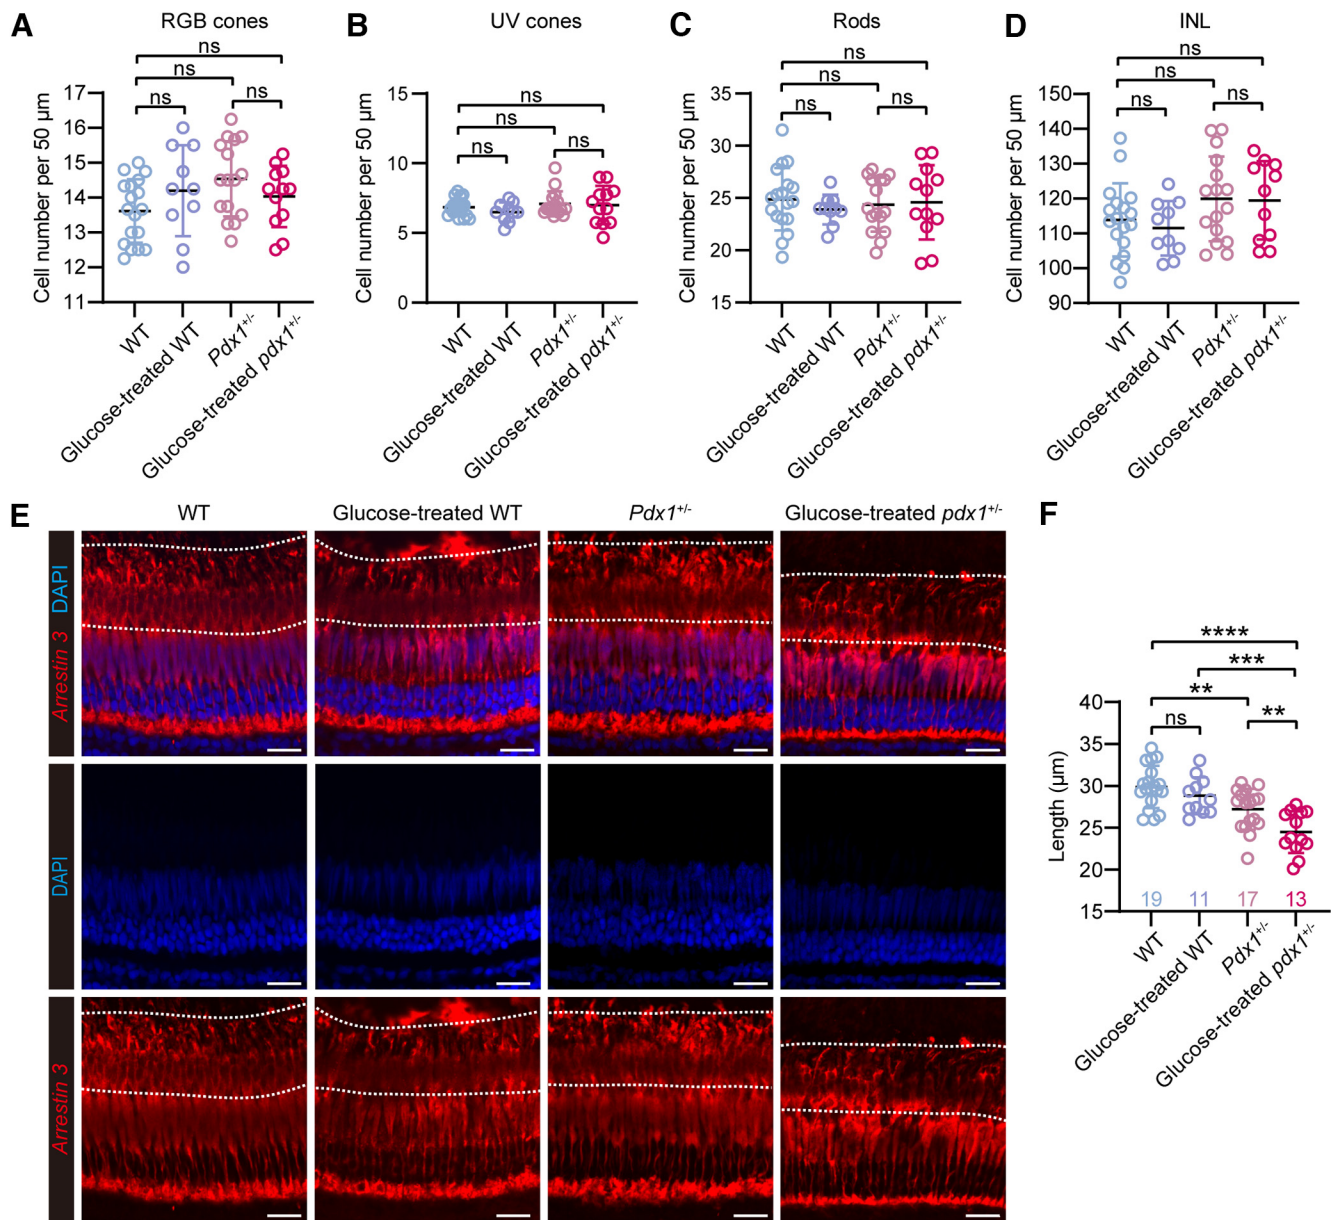 A RGB cones
ns
ns
ns ns
Cell number per 50 μm
17
16
15
14
13
12
11
WT
Glucose-treated WT
Pdx1+/-
Glucose-treated pdx1+/-
B UV cones
ns
ns
ns ns
Cell number per 50 μm
15
10
5
0
WT
Glucose-treated WT
Pdx1+/-
Glucose-treated pdx1+/-
C Rods
ns
ns
ns ns
Cell number per 50 μm
35
30
25
20
15
WT
Glucose-treated WT
Pdx1+/-
Glucose-treated pdx1+/-
D INL
ns
ns
ns ns
Cell number per 50 μm
150
140
130
120
110
100
90
WT
Glucose-treated WT
Pdx1+/-
Glucose-treated pdx1+/-
E WT Glucose-treated WT Pdx1+/- Glucose-treated pdx1+/-
Arrestin 3 DAPI
DAPI
Arrestin 3
F
****
***
**
ns **
Length (μm)
40
35
30
25
20
15
19 11 17 13
WT
Glucose-treated WT
Pdx1+/-
Glucose-treated pdx1+/-